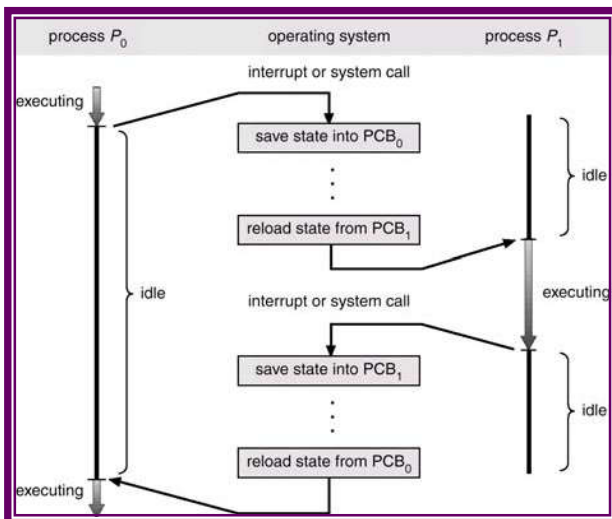 process P₀ operating system process P₁
interrupt or system call
executing
save state into PCB₀
idle
reload state from PCB₁
idle
interrupt or system call
executing
save state into PCB₁
idle
reload state from PCB₀
executing